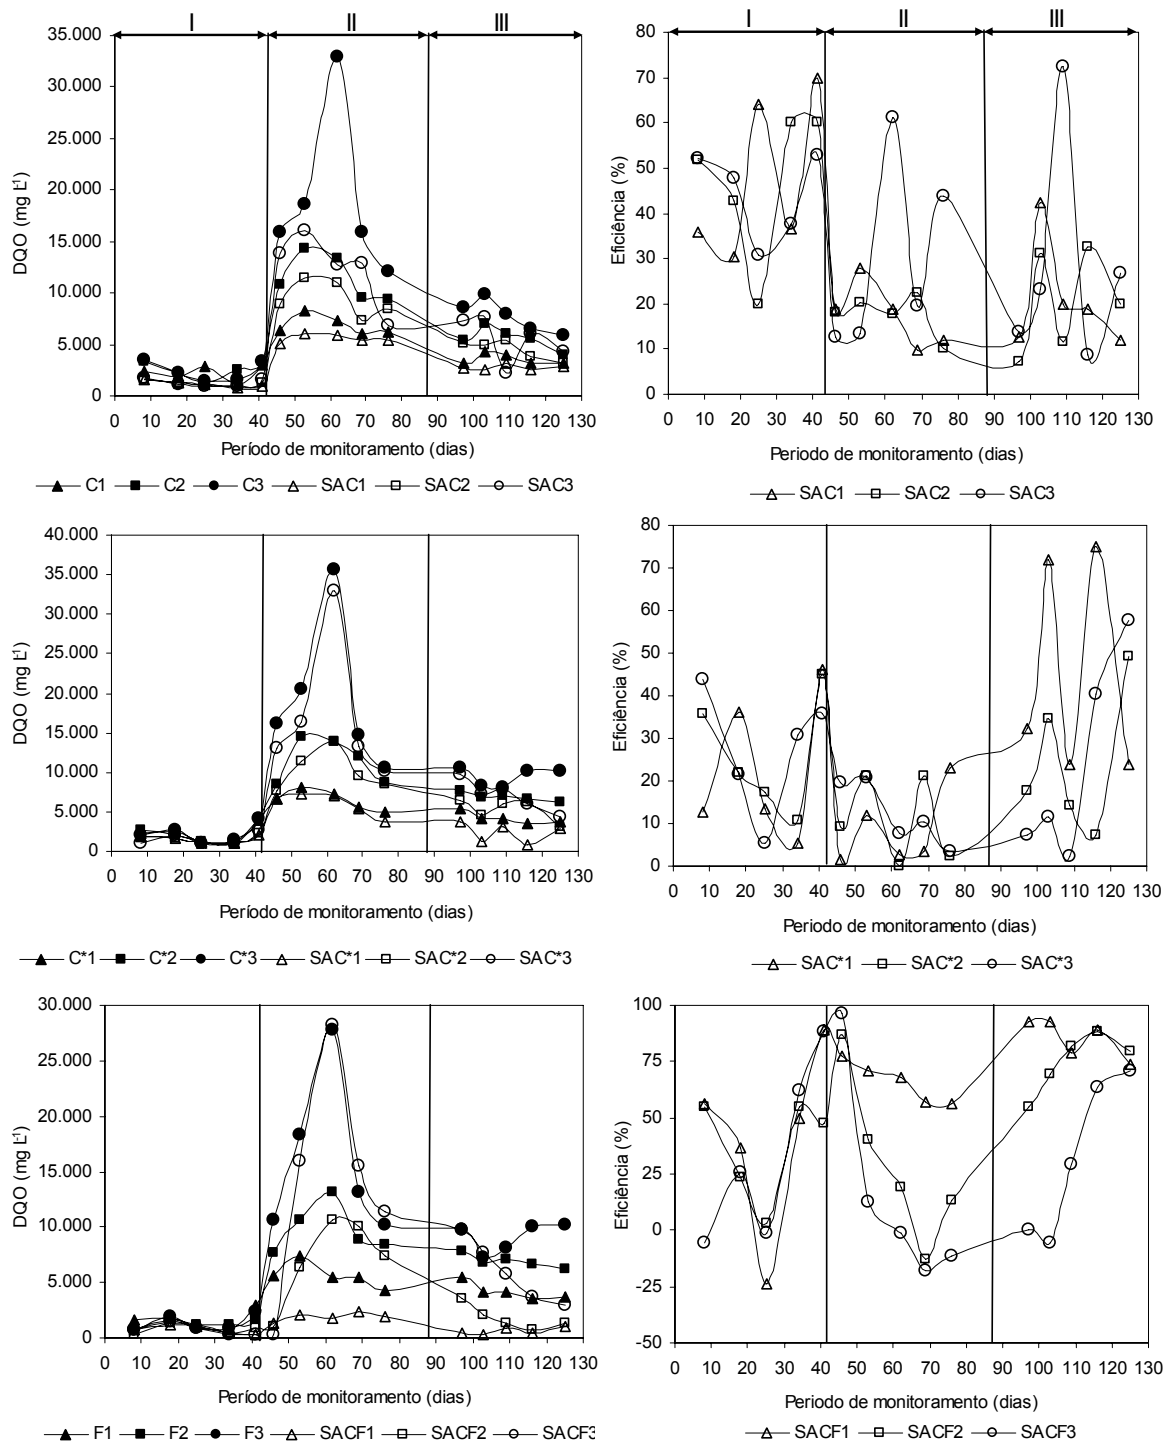 I II III
35.000
30.000
25.000
20.000
15.000
10.000
5.000
0
DQO (mg L¹)
0 10 20 30 40 50 60 70 80 90 100 110 120 130
Período de monitoramento (dias)
C1 C2 C3 SAC1 SAC2 SAC3
I II III
80
70
60
50
40
30
20
10
0
Eficiência (%)
0 10 20 30 40 50 60 70 80 90 100 110 120 130
Periodo de monitoramento (dias)
SAC1 SAC2 SAC3
40.000
35.000
30.000
25.000
20.000
15.000
10.000
5.000
0
DQO (mg L¹)
0 10 20 30 40 50 60 70 80 90 100 110 120 130
Período de monitoramento (dias)
C*1 C*2 C*3 SAC*1 SAC*2 SAC*3
80
70
60
50
40
30
20
10
0
Eficiência (%)
0 10 20 30 40 50 60 70 80 90 100 110 120 130
Periodo de monitoramento (dias)
SAC*1 SAC*2 SAC*3
30.000
25.000
20.000
15.000
10.000
5.000
0
DQO (mg L¹)
0 10 20 30 40 50 60 70 80 90 100 110 120 130
Período de monitoramento (dias)
F1 F2 F3 SACF1 SACF2 SACF3
100
75
50
25
0
-25
-50
Eficiência (%)
0 10 20 30 40 50 60 70 80 90 100 110 120 130
Periodo de monitoramento (dias)
SACF1 SACF2 SACF3